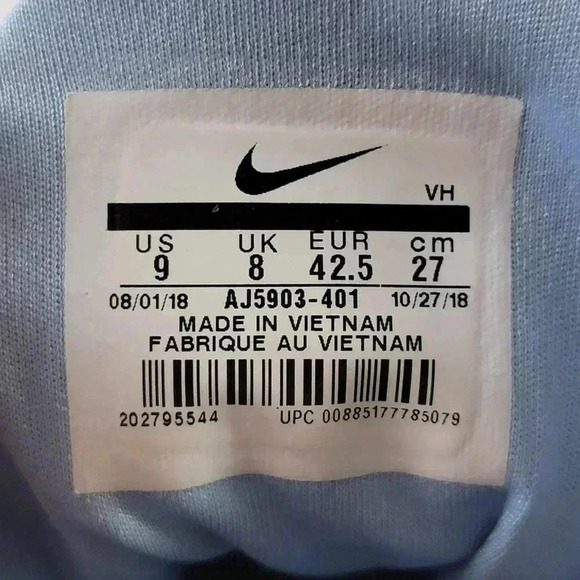 VH
US UK EUR cm
9 8 42.5 27
08/01/18 AJ5903-401 10/27/18
MADE IN VIETNAM
FABRIQUE AU VIETNAM
202795544 UPC 00885177785079